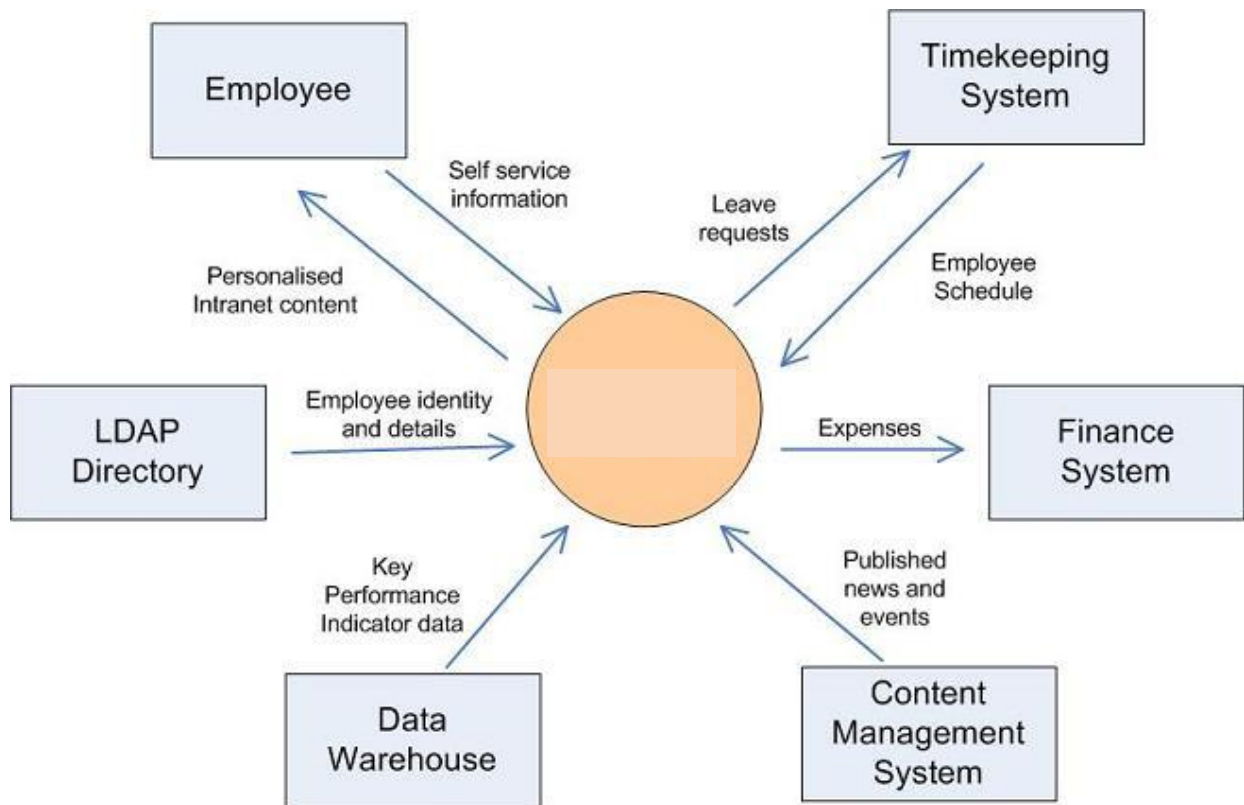 Employee
Timekeeping
System
Self service
information
Leave
requests
Personalised
Intranet content
Employee
Schedule
LDAP
Directory
Employee identity
and details
Expenses
Finance
System
Key
Performance
Indicator data
Published
news and
events
Data
Warehouse
Content
Management
System